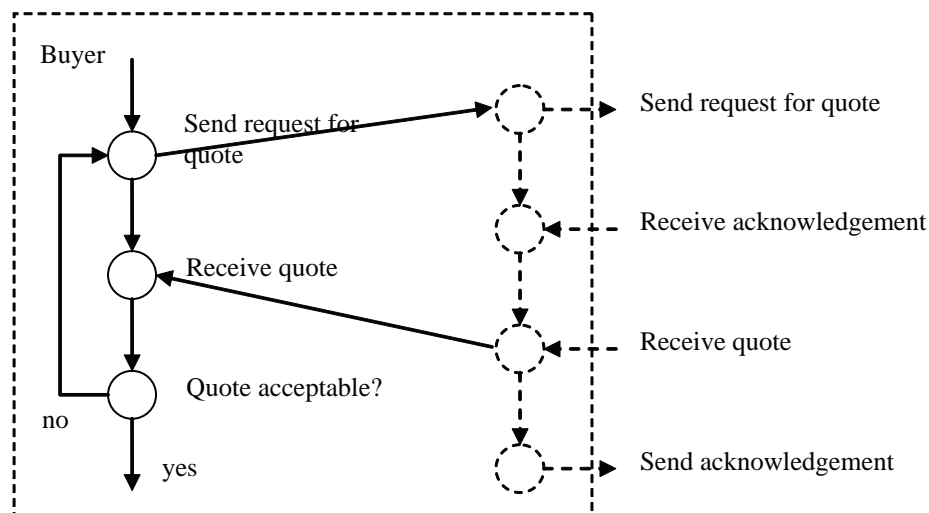 Buyer
Send request for
quote
Receive quote
Quote acceptable?
no
yes
Send request for quote
Receive acknowledgement
Receive quote
Send acknowledgement